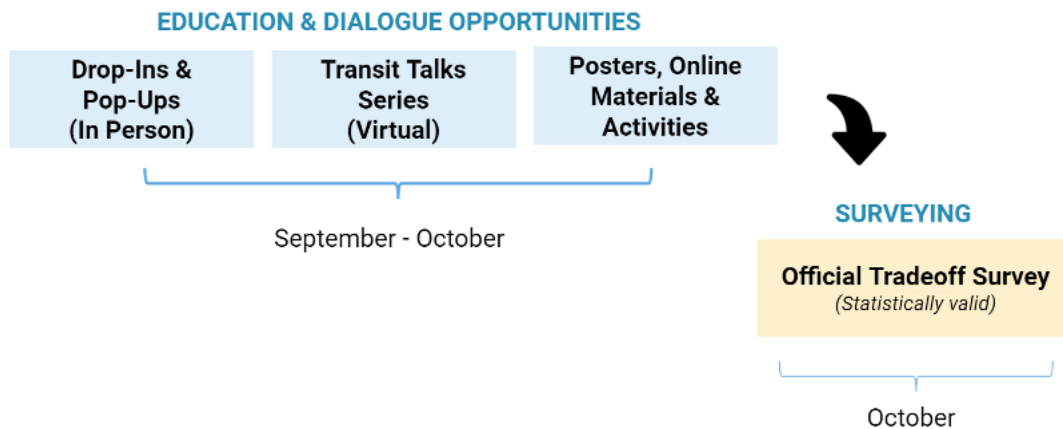 EDUCATION & DIALOGUE OPPORTUNITIES
Drop-Ins &
Pop-Ups
(In Person)
Transit Talks
Series
(Virtual)
Posters, Online
Materials &
Activities
September - October
SURVEYING
Official Tradeoff Survey
(Statistically valid)
October